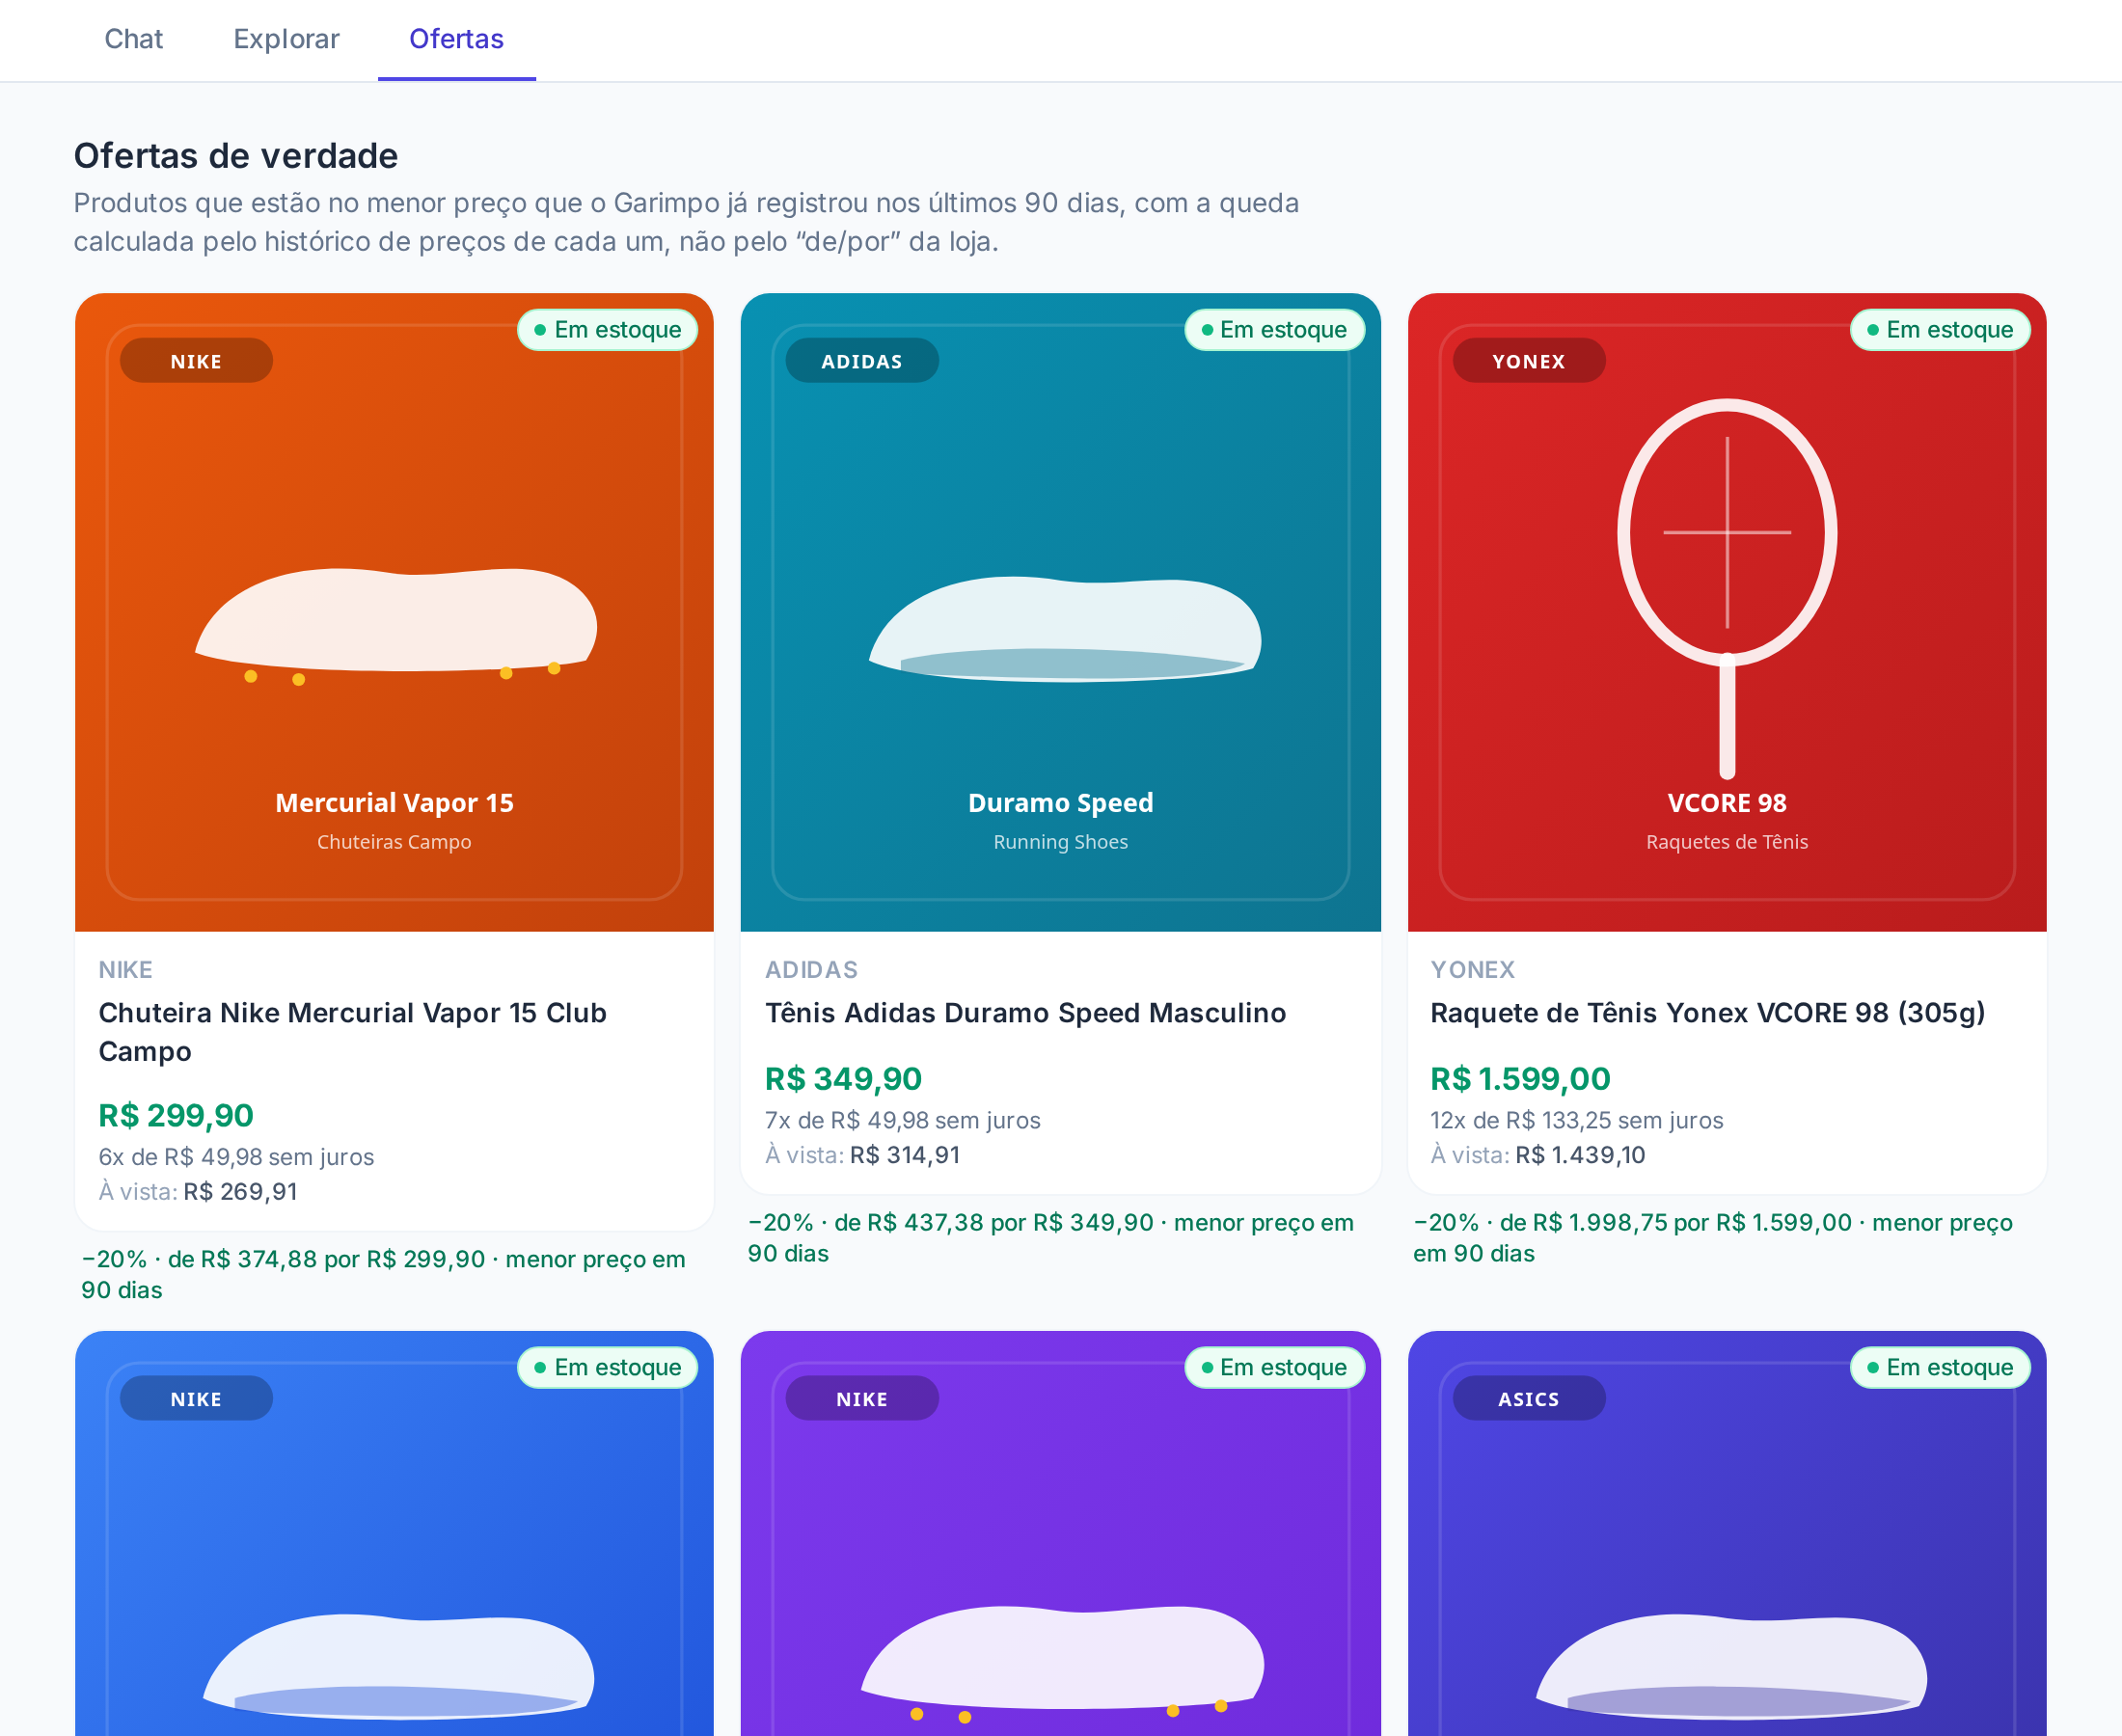 Chat
Explorar
Ofertas
Ofertas de verdade
Produtos que estão no menor preço que o Garimpo já registrou nos últimos 90 dias, com a queda
calculada pelo histórico de preços de cada um, não pelo “de/por” da loja.
Em estoque
NIKE
Mercurial Vapor 15
Chuteiras Campo
NIKE
Chuteira Nike Mercurial Vapor 15 Club
Campo
R$ 299,90
6x de R$ 49,98 sem juros
À vista: R$ 269,91
−20% · de R$ 374,88 por R$ 299,90 · menor preço em
90 dias
Em estoque
ADIDAS
Duramo Speed
Running Shoes
ADIDAS
Tênis Adidas Duramo Speed Masculino
R$ 349,90
7x de R$ 49,98 sem juros
À vista: R$ 314,91
−20% · de R$ 437,38 por R$ 349,90 · menor preço em
90 dias
Em estoque
YONEX
VCORE 98
Raquetes de Tênis
YONEX
Raquete de Tênis Yonex VCORE 98 (305g)
R$ 1.599,00
12x de R$ 133,25 sem juros
À vista: R$ 1.439,10
−20% · de R$ 1.998,75 por R$ 1.599,00 · menor preço
em 90 dias
Em estoque
NIKE
Em estoque
NIKE
Em estoque
ASICS